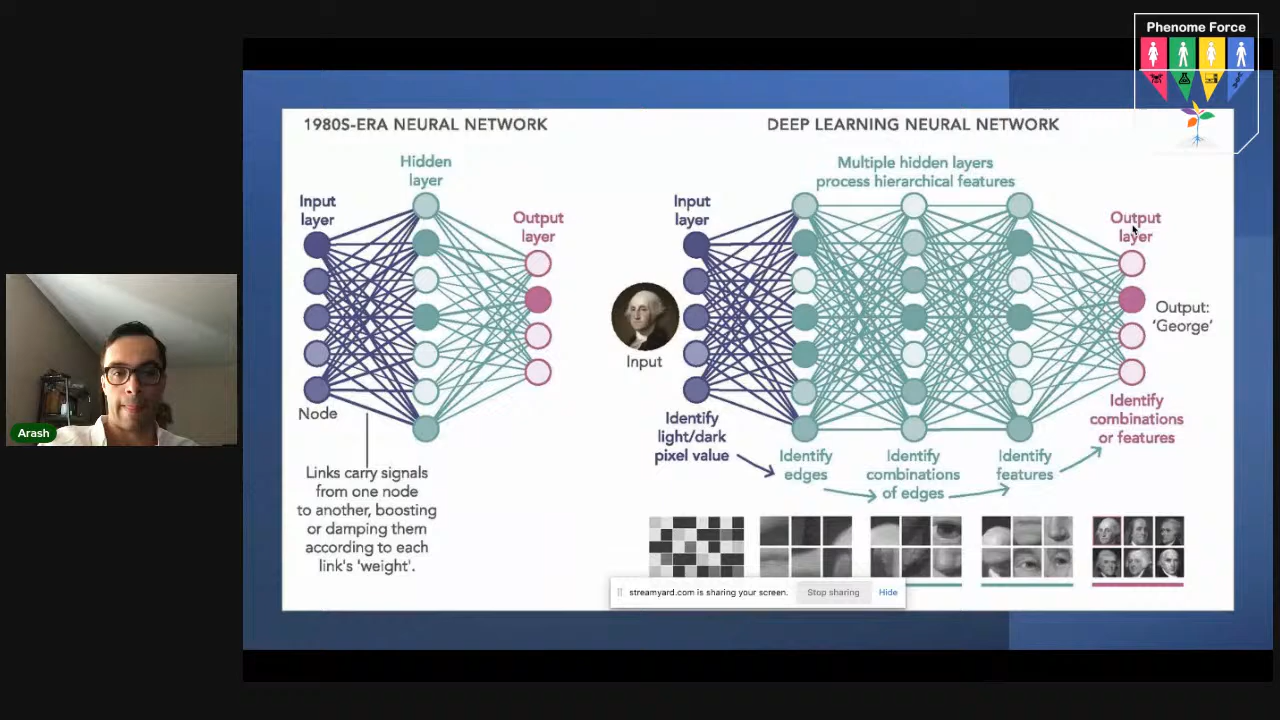 Phenome Force
1980S-ERA NEURAL NETWORK
Hidden
layer
Input
layer
Output
layer
Node
Links carry signals
from one node
to another, boosting
or damping them
according to each
link's 'weight'.
DEEP LEARNING NEURAL NETWORK
Multiple hidden layers
process hierarchical features
Input
layer
Output
layer
Input
Output:
'George'
Identify
light/dark
pixel value
Identify
edges
Identify
combinations
of edges
Identify
features
Identify
combinations
or features
streamyard.com is sharing your screen.
Stop sharing
Hide
Arash